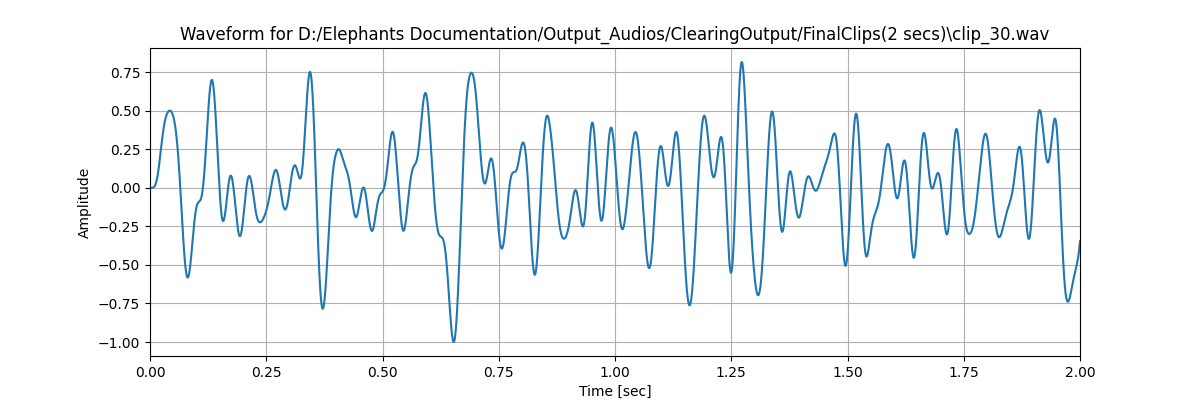 Waveform for D:/Elephants Documentation/Output_Audios/ClearingOutput/FinalClips(2 secs)\clip_30.wav
Amplitude
0.75
0.50
0.25
0.00
−0.25
−0.50
−0.75
−1.00
0.00 0.25 0.50 0.75 1.00 1.25 1.50 1.75 2.00
Time [sec]